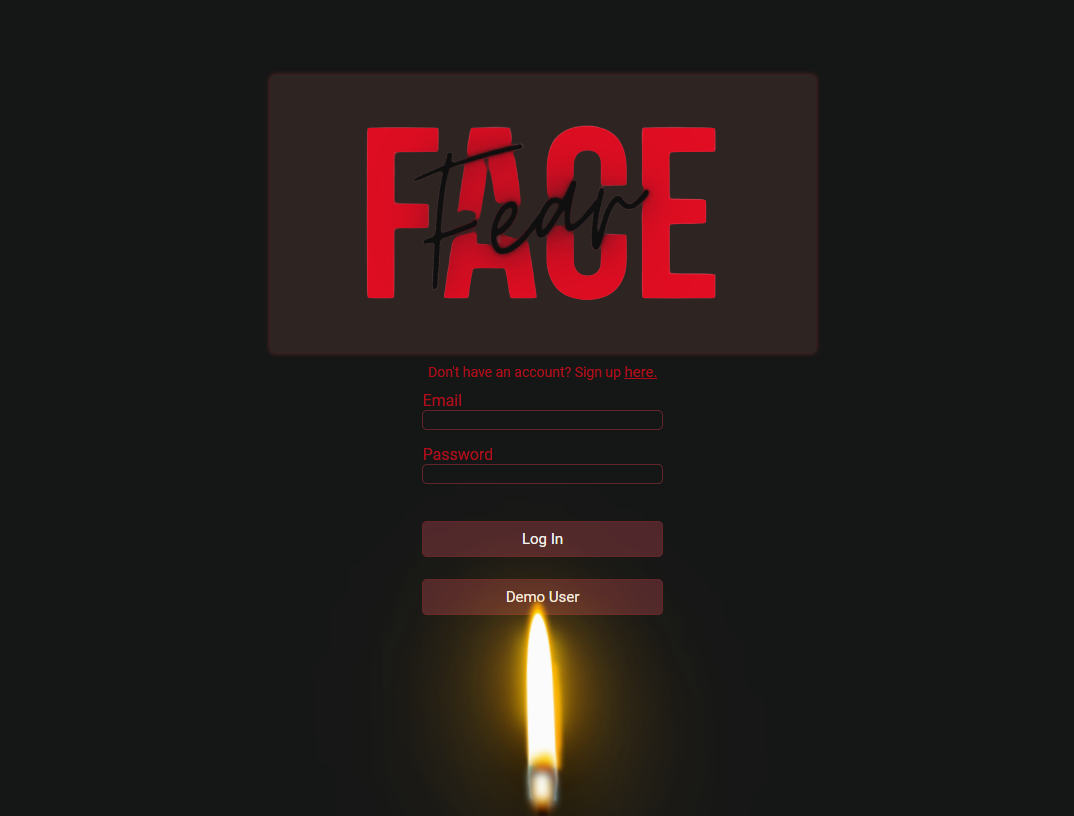 FACE
Fear
Don't have an account? Sign up here.
Email
Password
Log In
Demo User